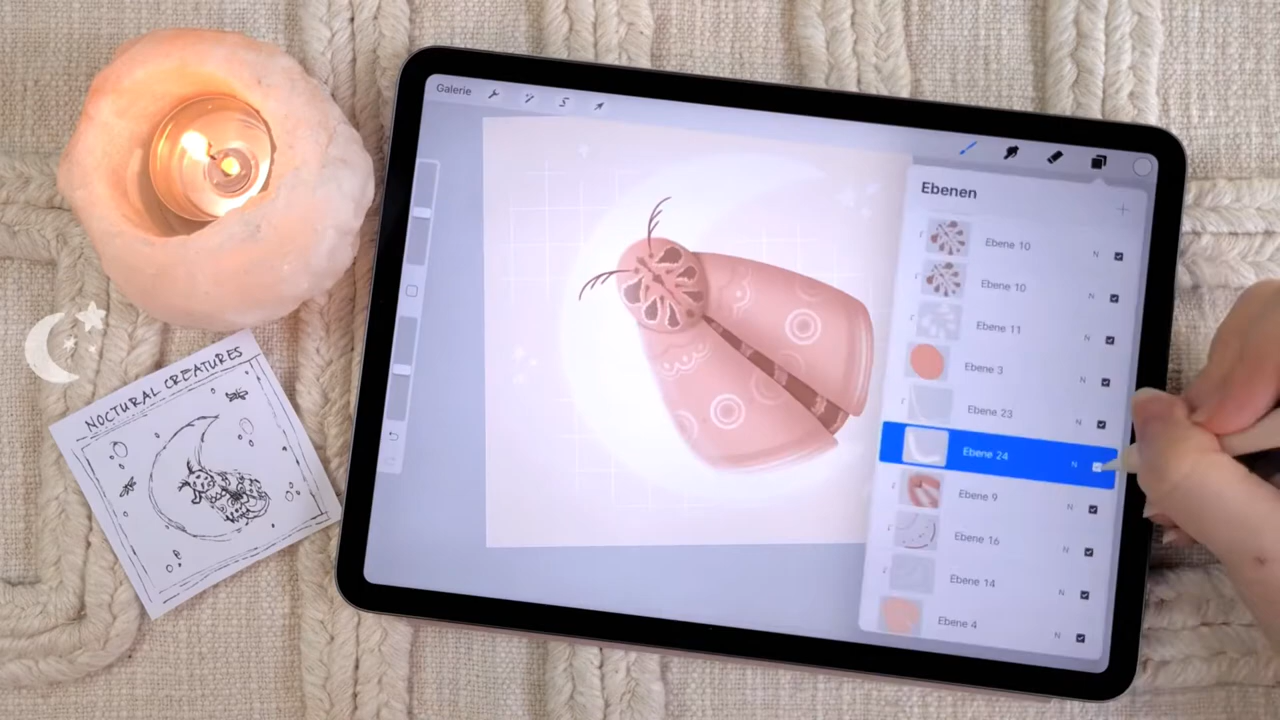 Galerie
Ebenen
Ebene 10
N
Ebene 10
N
Ebene 11
N
Ebene 3
N
Ebene 23
N
Ebene 24
N
Ebene 9
N
Ebene 16
N
Ebene 14
N
Ebene 4
N
NOCTURAL CREATURES